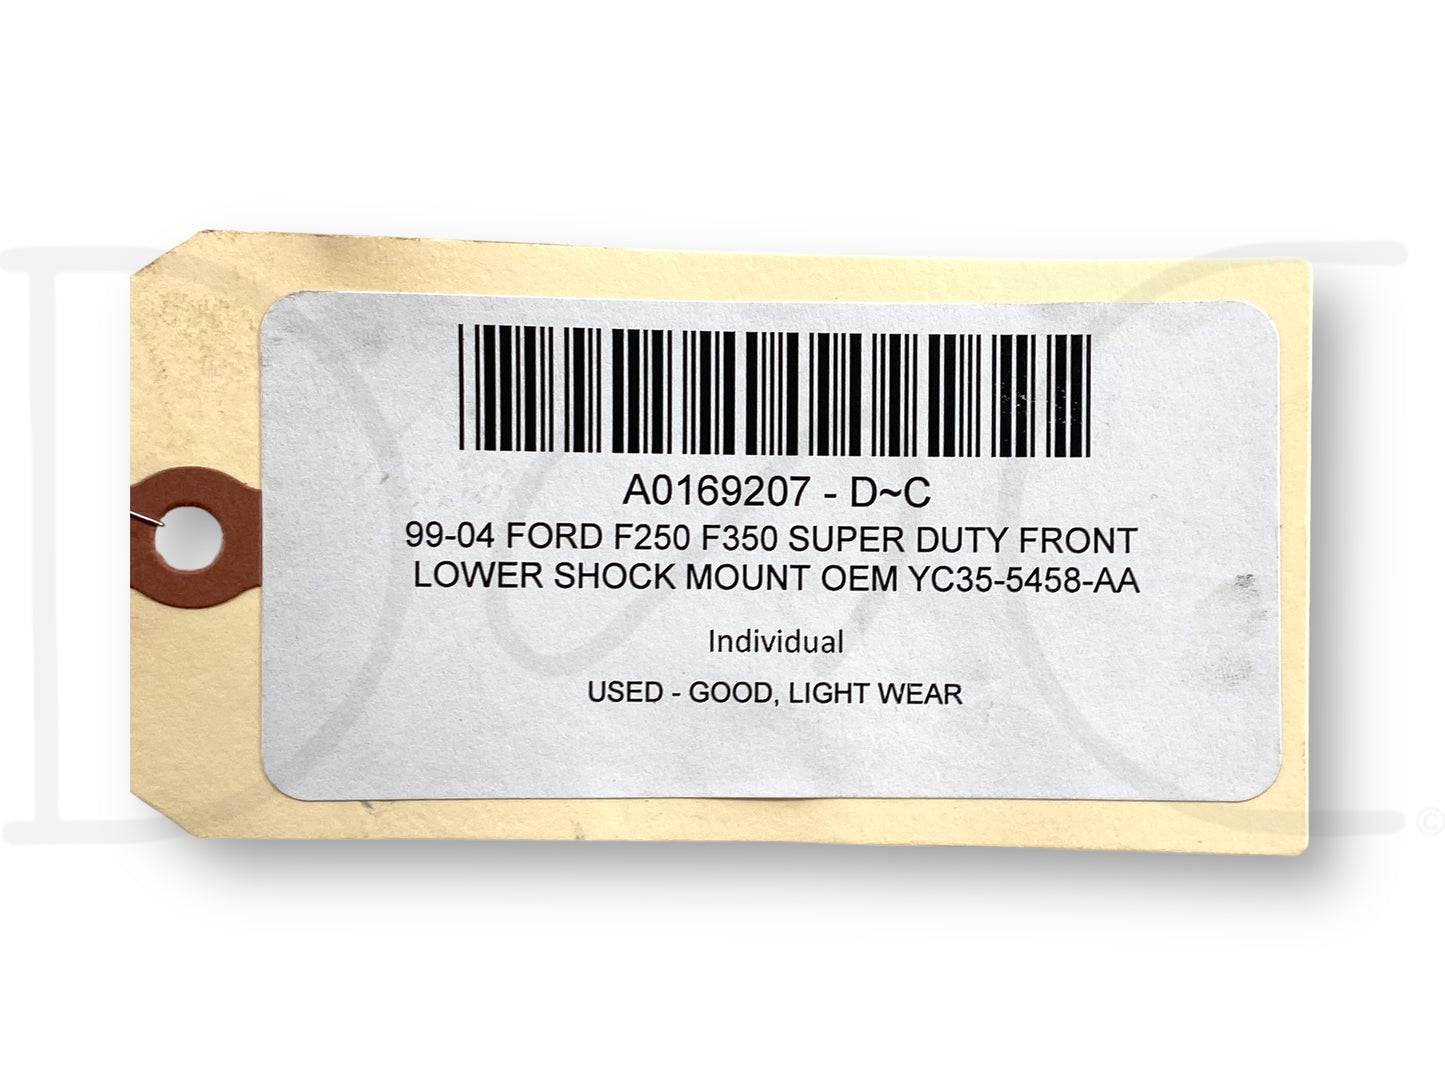 A0169207 - D~C
99-04 FORD F250 F350 SUPER DUTY FRONT
LOWER SHOCK MOUNT OEM YC35-5458-AA
Individual
USED - GOOD, LIGHT WEAR
D~C
©